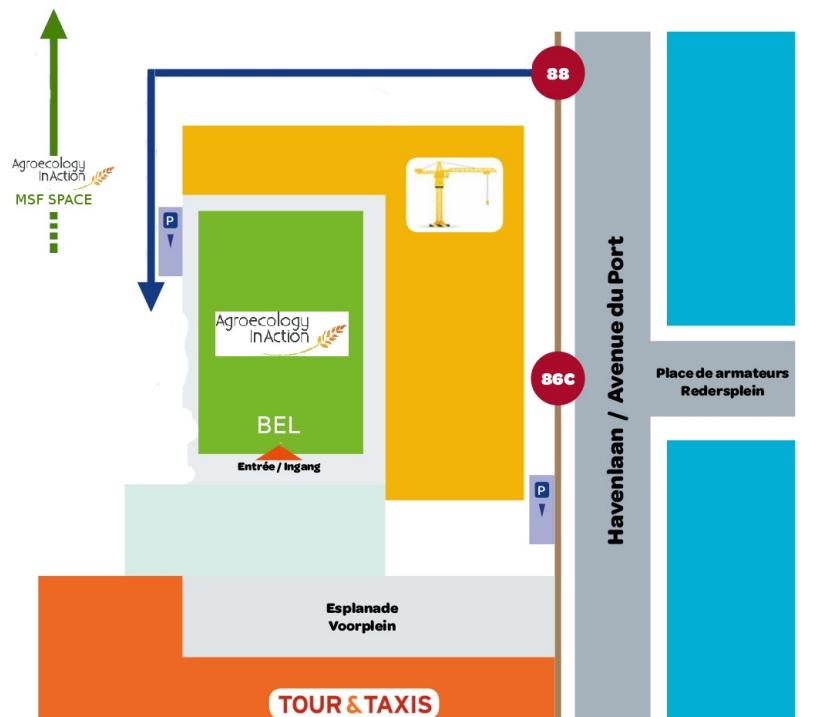 88
Agroecology
InAction
MSF SPACE
P
Agroecology
InAction
86C
Place de armateurs
Redersplein
Havenlaan / Avenue du Port
BEL
Entrée / Ingang
P
Esplanade
Voorplein
TOUR & TAXIS